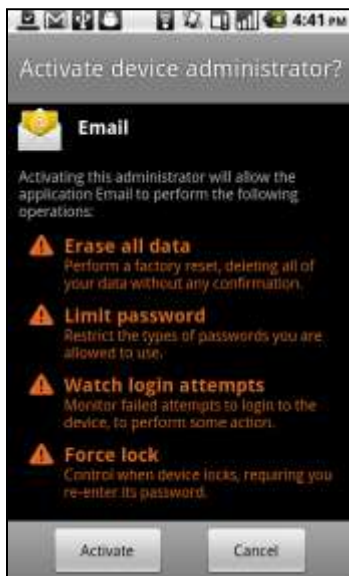 4:41 PM
Activate device administrator?
Email
Activating this administrator will allow the
application Email to perform the following
operations:
Erase all data
Perform a factory reset, deleting all of
your data without any confirmation.
Limit password
Restrict the types of passwords you are
allowed to use.
Watch login attempts
Monitor failed attempts to login to the
device, to perform some action.
Force lock
Control when device locks, requiring you
re-enter its password.
Activate
Cancel